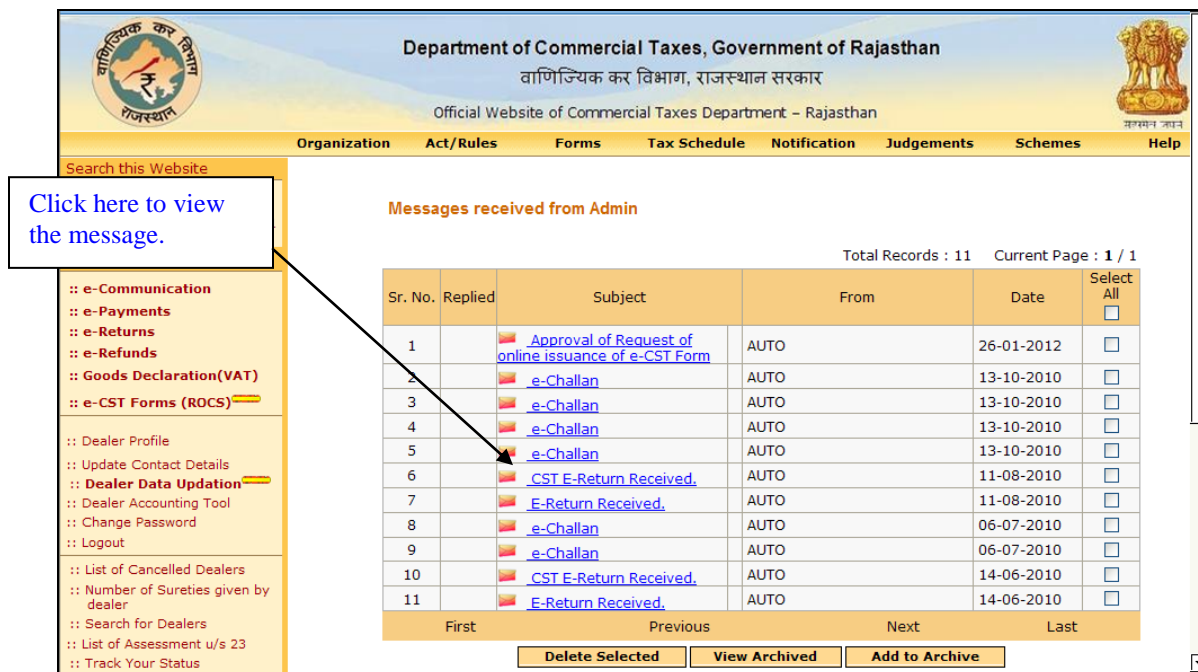 वाणिज्यिक कर विभाग
राजस्थान
Department of Commercial Taxes, Government of Rajasthan
वाणिज्यिक कर विभाग, राजस्थान सरकार
Official Website of Commercial Taxes Department – Rajasthan
Organization Act/Rules Forms Tax Schedule Notification Judgements Schemes Help
Search this Website
Click here to view
the message.
:: e-Communication
:: e-Payments
:: e-Returns
:: e-Refunds
:: Goods Declaration(VAT)
:: e-CST Forms (ROCS)
:: Dealer Profile
:: Update Contact Details
:: Dealer Data Updation
:: Dealer Accounting Tool
:: Change Password
:: Logout
:: List of Cancelled Dealers
:: Number of Sureties given by
dealer
:: Search for Dealers
:: List of Assessment u/s 23
:: Track Your Status
Messages received from Admin
Total Records : 11 Current Page : 1 / 1
Sr. No. Replied Subject From Date Select All
1 Approval of Request of online issuance of e-CST Form AUTO 26-01-2012
2 e-Challan AUTO 13-10-2010
3 e-Challan AUTO 13-10-2010
4 e-Challan AUTO 13-10-2010
5 e-Challan AUTO 13-10-2010
6 CST E-Return Received. AUTO 11-08-2010
7 E-Return Received. AUTO 11-08-2010
8 e-Challan AUTO 06-07-2010
9 e-Challan AUTO 06-07-2010
10 CST E-Return Received. AUTO 14-06-2010
11 E-Return Received. AUTO 14-06-2010
First Previous Next Last
Delete Selected View Archived Add to Archive